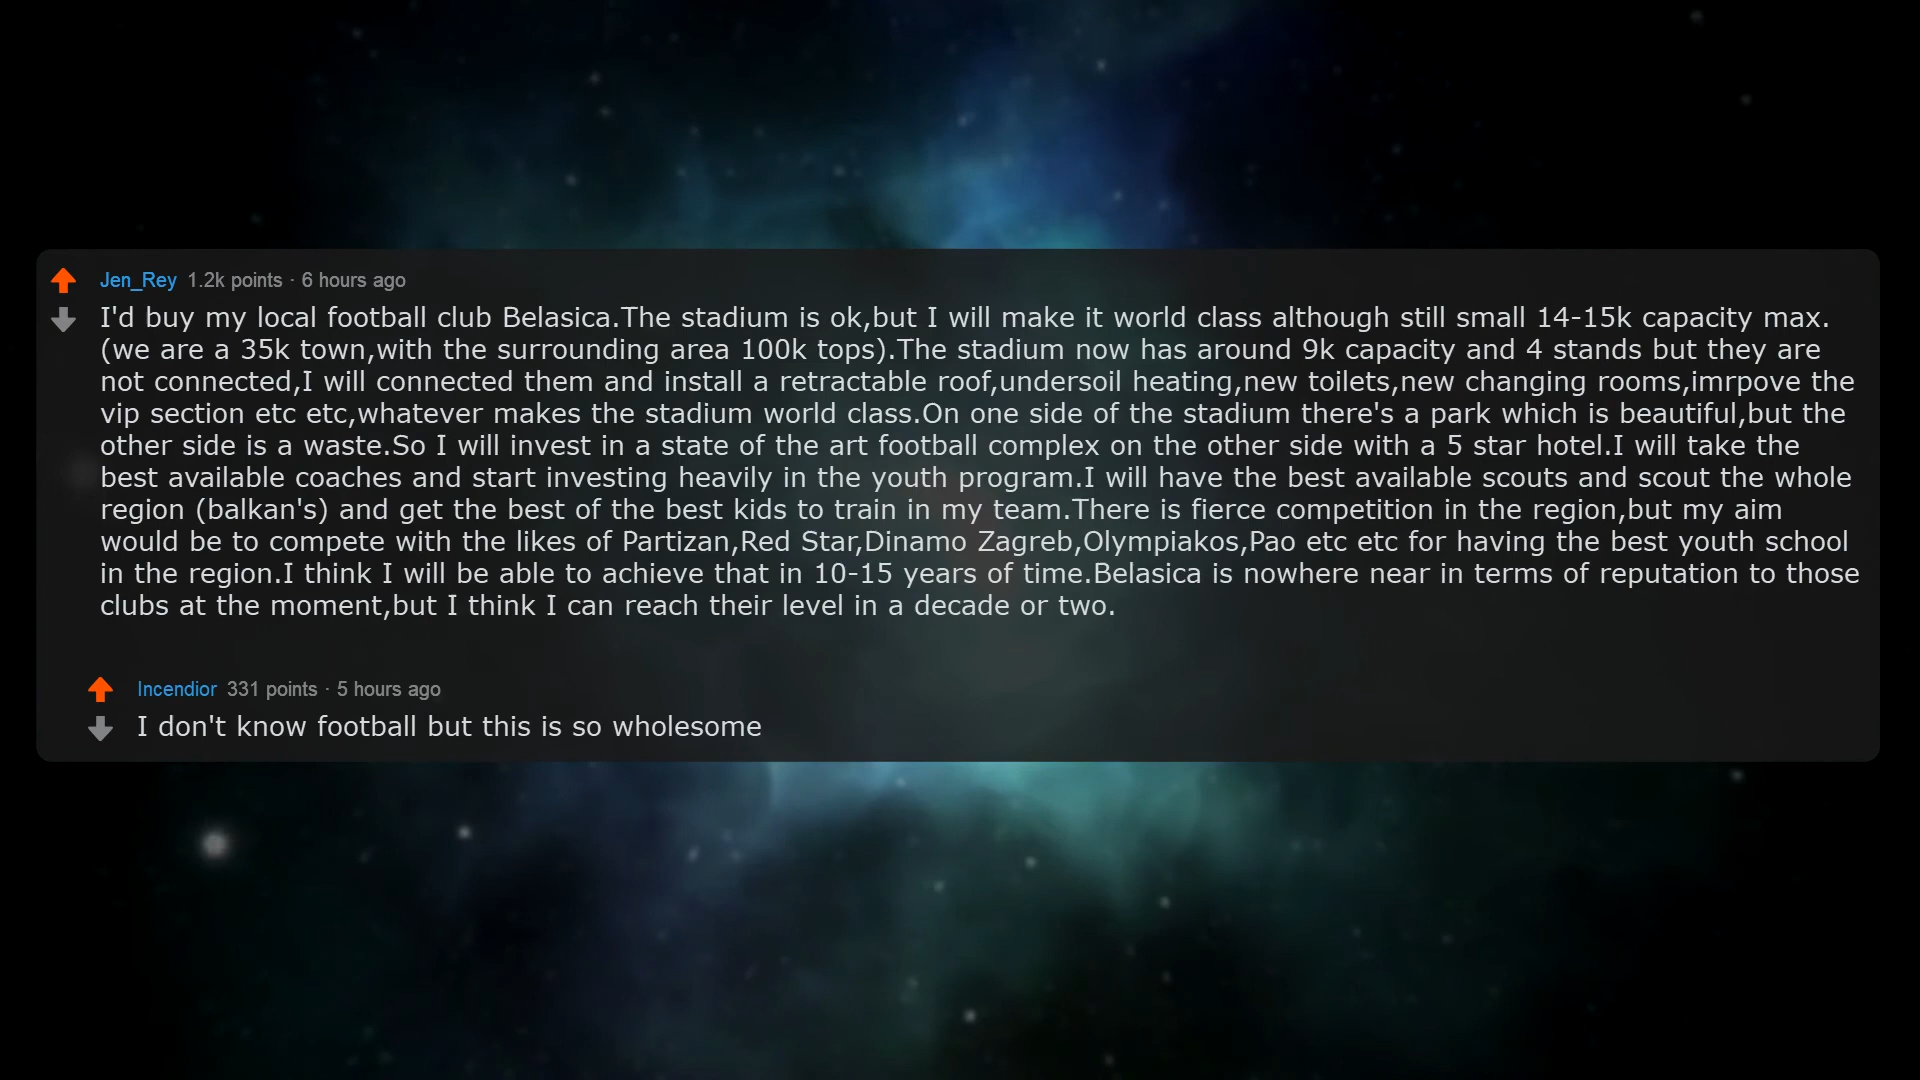 Jen_Rey 1.2k points · 6 hours ago
I'd buy my local football club Belasica.The stadium is ok,but I will make it world class although still small 14-15k capacity max.
(we are a 35k town,with the surrounding area 100k tops).The stadium now has around 9k capacity and 4 stands but they are
not connected,I will connected them and install a retractable roof,undersoil heating,new toilets,new changing rooms,imrpove the
vip section etc etc,whatever makes the stadium world class.On one side of the stadium there's a park which is beautiful,but the
other side is a waste.So I will invest in a state of the art football complex on the other side with a 5 star hotel.I will take the
best available coaches and start investing heavily in the youth program.I will have the best available scouts and scout the whole
region (balkan's) and get the best of the best kids to train in my team.There is fierce competition in the region,but my aim
would be to compete with the likes of Partizan,Red Star,Dinamo Zagreb,Olympiakos,Pao etc etc for having the best youth school
in the region.I think I will be able to achieve that in 10-15 years of time.Belasica is nowhere near in terms of reputation to those
clubs at the moment,but I think I can reach their level in a decade or two.
Incendior 331 points · 5 hours ago
I don't know football but this is so wholesome